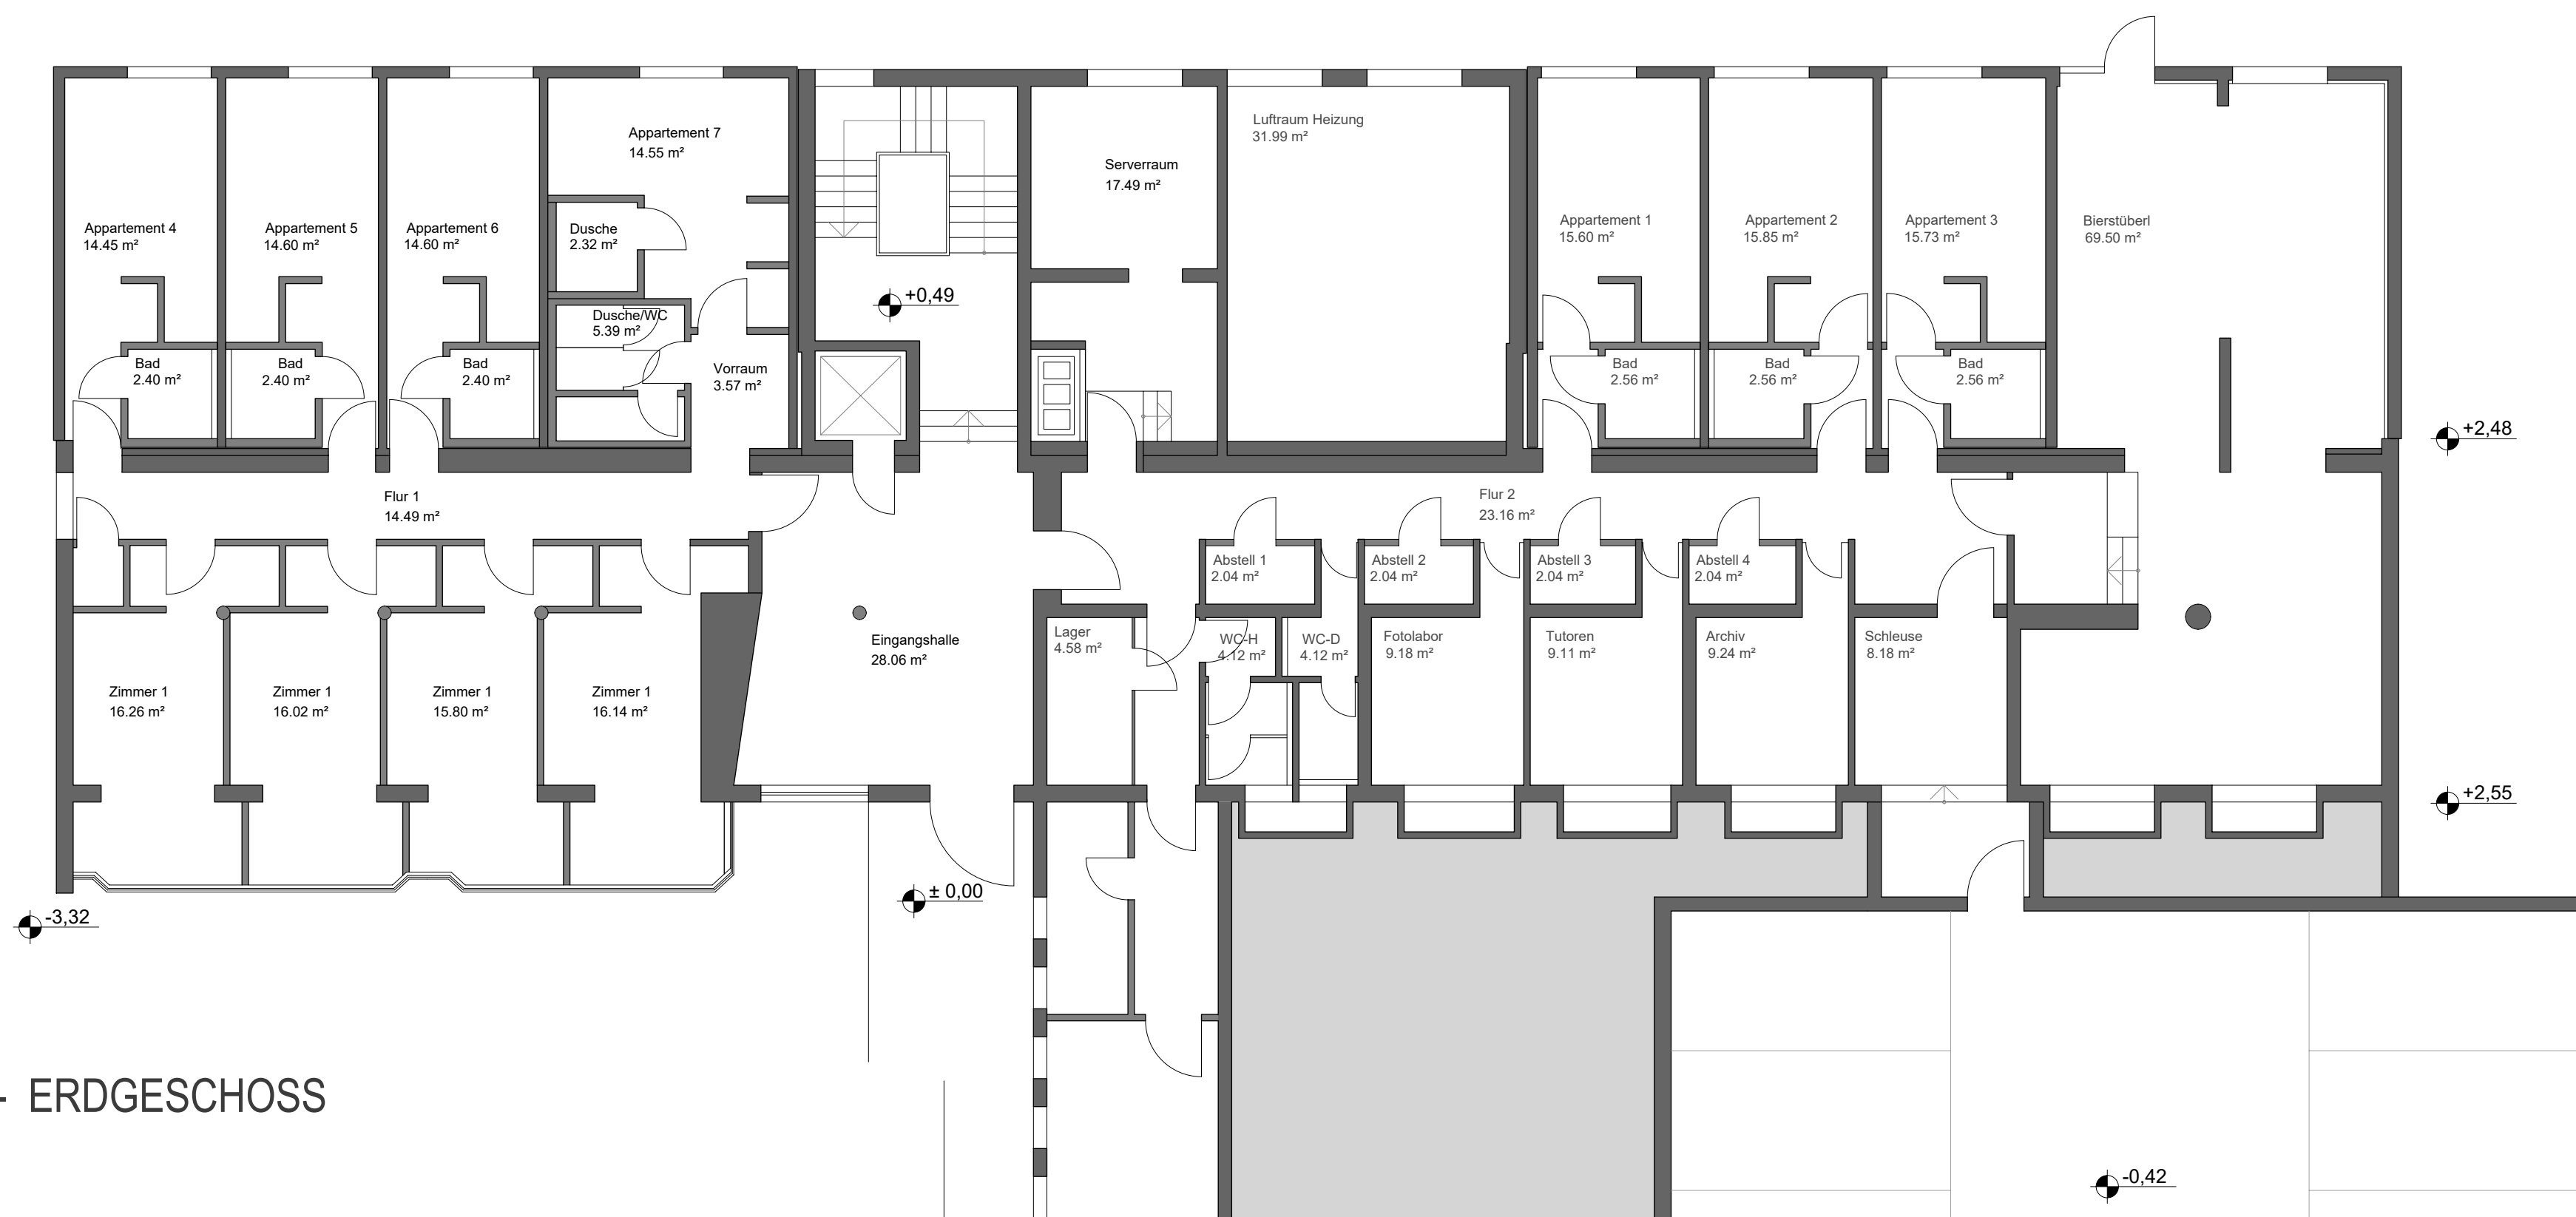 Appartement 4
14.45 m²
Appartement 5
14.60 m²
Appartement 6
14.60 m²
Appartement 7
14.55 m²
Dusche
2.32 m²
Dusche/WC
5.39 m²
Vorraum
3.57 m²
Bad
2.40 m²
Bad
2.40 m²
Bad
2.40 m²
+0,49
Serverraum
17.49 m²
Luftraum Heizung
31.99 m²
Appartement 1
15.60 m²
Appartement 2
15.85 m²
Appartement 3
15.73 m²
Bierstüberl
69.50 m²
Bad
2.56 m²
Bad
2.56 m²
Bad
2.56 m²
+2,48
Flur 1
14.49 m²
Flur 2
23.16 m²
Abstell 1
2.04 m²
Abstell 2
2.04 m²
Abstell 3
2.04 m²
Abstell 4
2.04 m²
Zimmer 1
16.26 m²
Zimmer 1
16.02 m²
Zimmer 1
15.80 m²
Zimmer 1
16.14 m²
Eingangshalle
28.06 m²
Lager
4.58 m²
WC-H
4.12 m²
WC-D
4.12 m²
Fotolabor
9.18 m²
Tutoren
9.11 m²
Archiv
9.24 m²
Schleuse
8.18 m²
+2,55
± 0,00
-3,32
- ERDGESCHOSS
-0,42